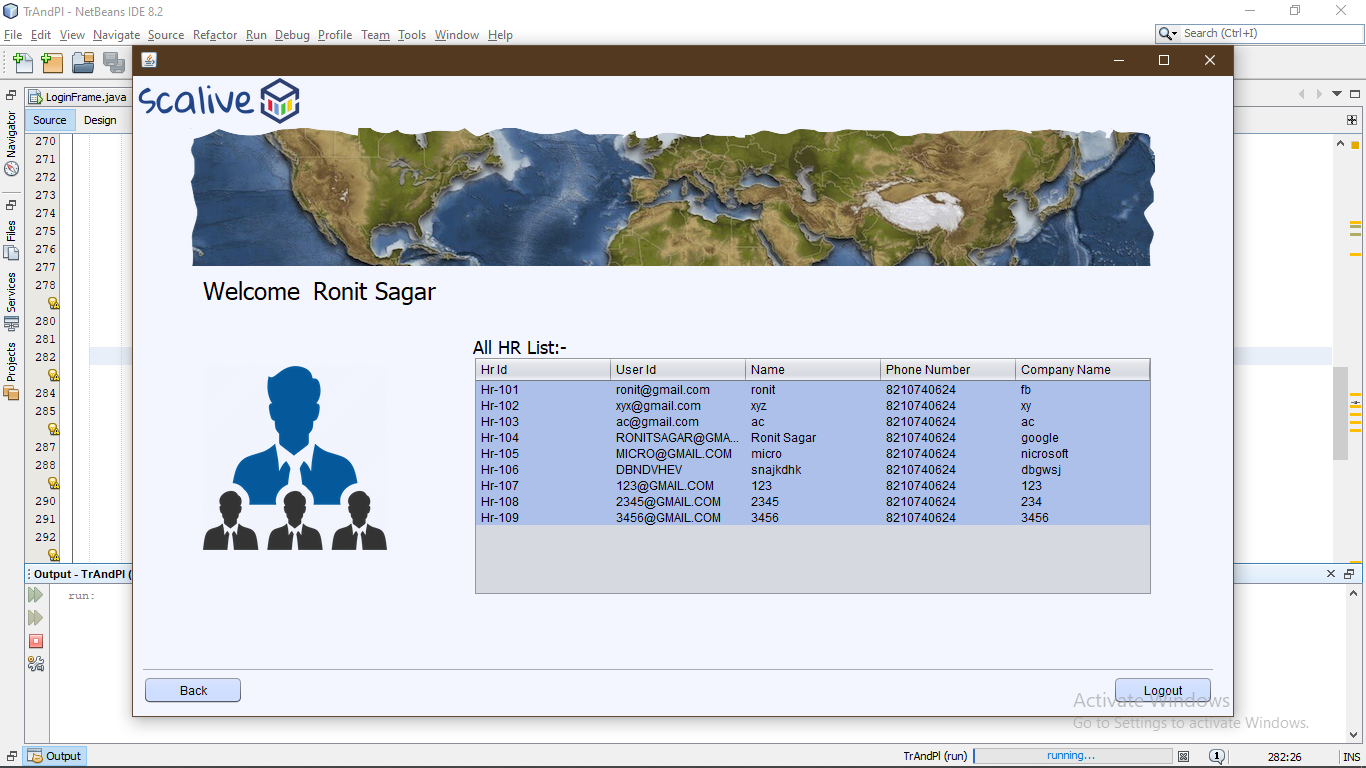 TrAndPl - NetBeans IDE 8.2
File Edit View Navigate Source Refactor Run Debug Profile Team Tools Window Help
Search (Ctrl+I)
scalive
LoginFrame.java
Source Design
Navigator
Files
Services
Projects
270
271
272
273
274
275
276
277
278
280
281
282
284
285
287
288
290
291
292
Welcome Ronit Sagar
All HR List:-
Hr Id User Id Name Phone Number Company Name
Hr-101 ronit@gmail.com ronit 8210740624 fb
Hr-102 xyx@gmail.com xyz 8210740624 xy
Hr-103 ac@gmail.com ac 8210740624 ac
Hr-104 RONITSAGAR@GMA... Ronit Sagar 8210740624 google
Hr-105 MICRO@GMAIL.COM micro 8210740624 nicrosoft
Hr-106 DBNDVHEV snajkdhk 8210740624 dbgwsj
Hr-107 123@GMAIL.COM 123 8210740624 123
Hr-108 2345@GMAIL.COM 2345 8210740624 234
Hr-109 3456@GMAIL.COM 3456 8210740624 3456
Output - TrAndPl (
run:
Back Logout
Activate Windows
Go to Settings to activate Windows.
Output TrAndPl (run) running... 1 282:26 INS